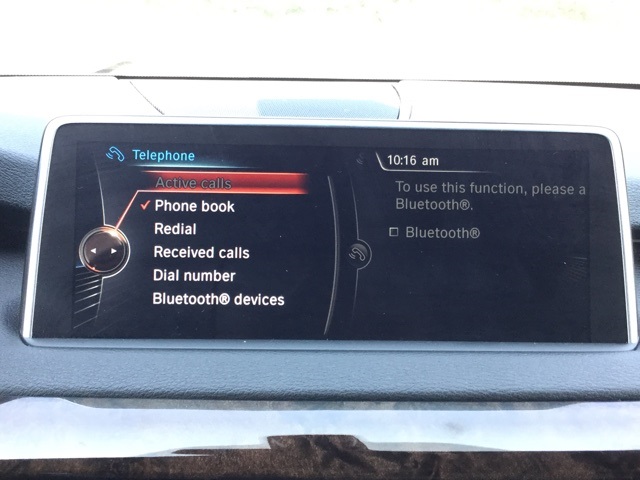 Telephone
10:16 am
Active calls
Phone book
Redial
Received calls
Dial number
Bluetooth® devices
To use this function, please a
Bluetooth®.
Bluetooth®